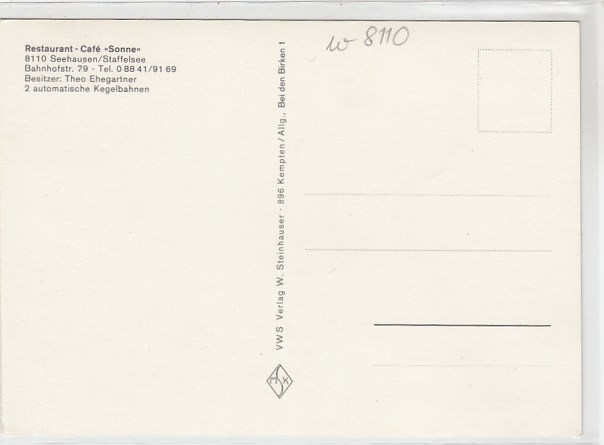 Restaurant - Café »Sonne«
8110 Seehausen/Staffelsee
Bahnhofstr. 79 - Tel. 0 88 41/91 69
Besitzer: Theo Ehegartner
2 automatische Kegelbahnen
VWS Verlag W. Steinhauser · 896 Kempten/Allg., Bei den Birken 1
w 8110